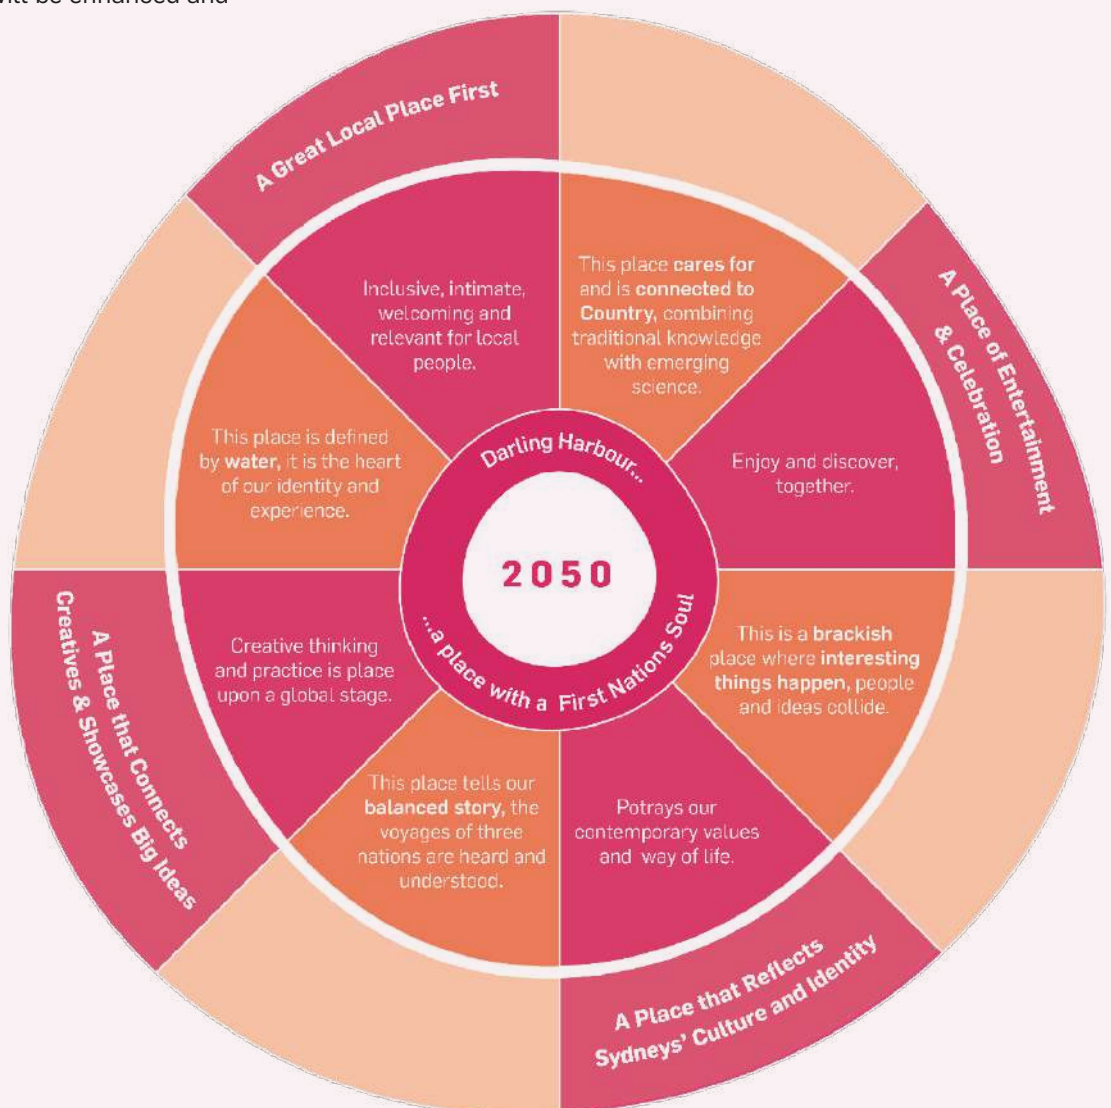 will be enhanced and
A Great Local Place First
Inclusive, intimate,
welcoming and
relevant for local
people.
This place cares for
and is connected to
Country, combining
traditional knowledge
with emerging
science.
A Place of Entertainment
& Celebration
Enjoy and discover,
together.
This is a brackish
place where interesting
things happen, people
and ideas collide.
A Place that Reflects
Sydneys' Culture and Identity
Potrays our
contemporary values
and way of life.
This place tells our
balanced story, the
voyages of three
nations are heard and
understood.
A Place that Connects
Creatives & Showcases Big Ideas
Creative thinking
and practice is place
upon a global stage.
This place is defined
by water, it is the heart
of our identity and
experience.
Darling Harbour...
2050
...a place with a First Nations Soul